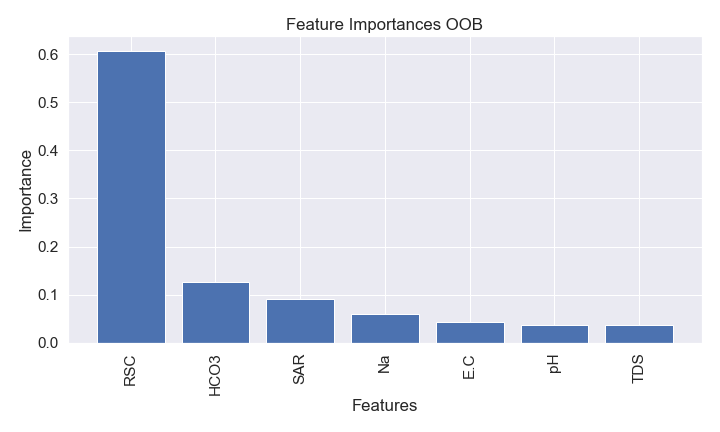 Feature Importances OOB
0.6
0.5
0.4
0.3
0.2
0.1
0.0
Importance
RSC
HCO3
SAR
Na
E.C
pH
TDS
Features